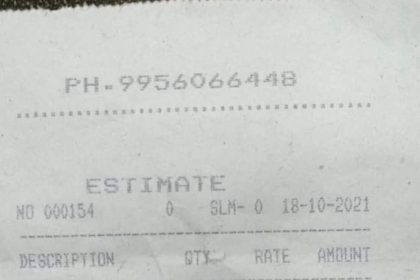 PH.9956066448
ESTIMATE
NO 000154 0 SLM- 0 18-10-2021
DESCRIPTION QTY RATE AMOUNT